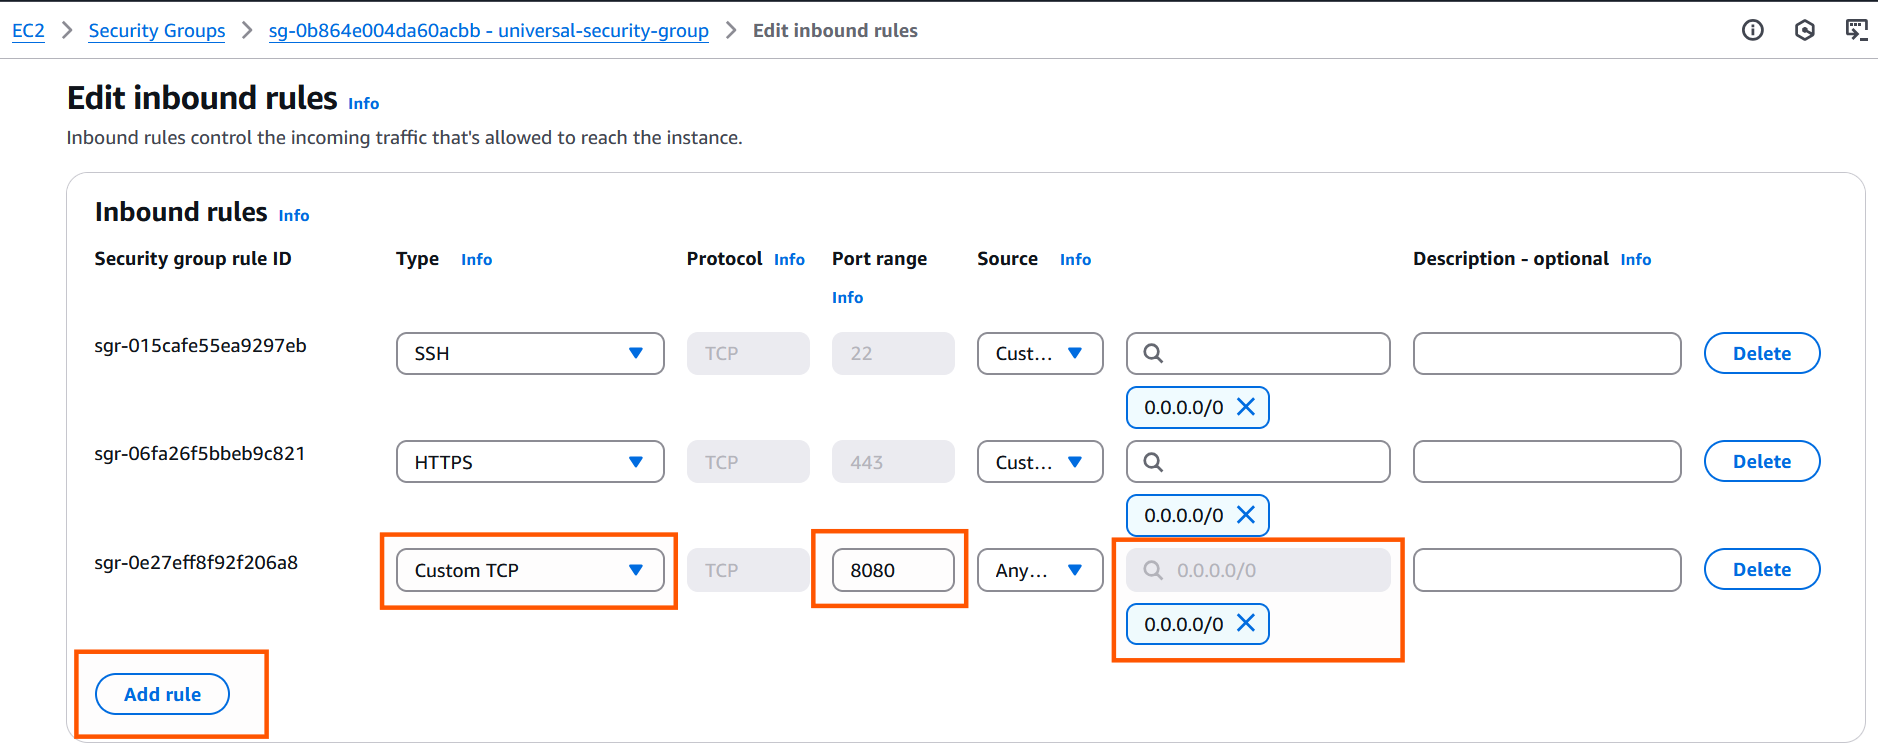 EC2 > Security Groups > sg-0b864e004da60acbb - universal-security-group > Edit inbound rules
Edit inbound rules Info
Inbound rules control the incoming traffic that's allowed to reach the instance.
Inbound rules Info
Security group rule ID Type Info Protocol Info Port range Info Source Info Description - optional Info
sgr-015cafe55ea9297eb SSH TCP 22 Cust... Delete
0.0.0.0/0
sgr-06fa26f5bbeb9c821 HTTPS TCP 443 Cust... Delete
0.0.0.0/0
sgr-0e27eff8f92f206a8 Custom TCP TCP 8080 Any... 0.0.0.0/0 Delete
0.0.0.0/0
Add rule